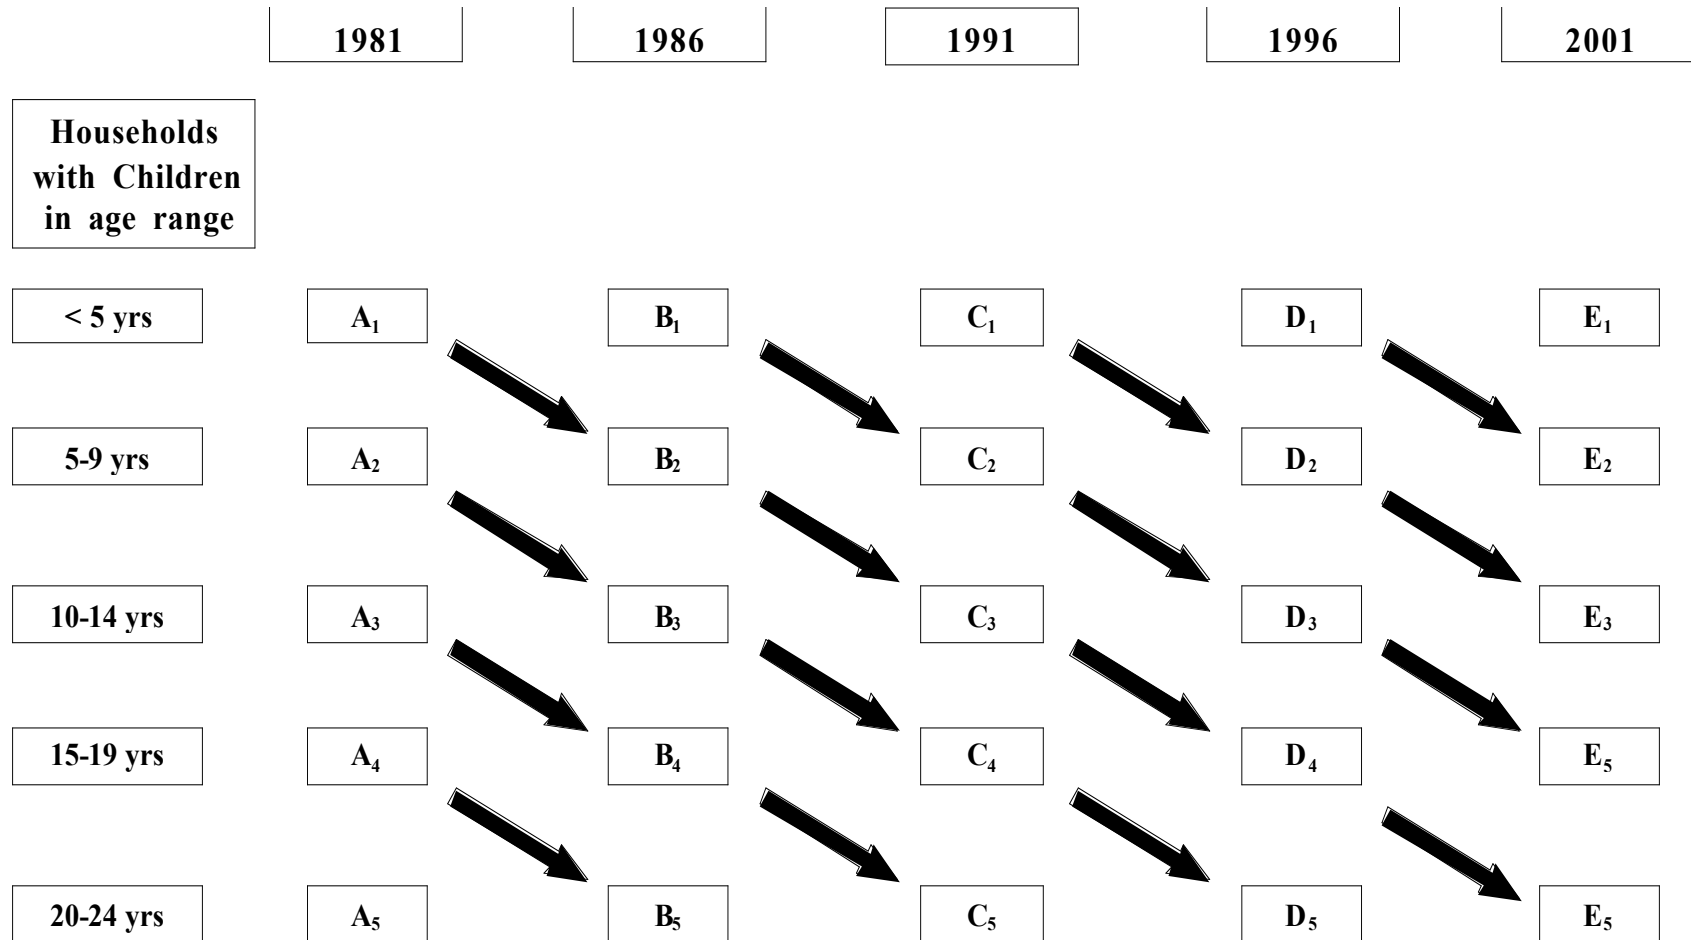 1981 1986 1991 1996 2001
Households
with Children
in age range
< 5 yrs A₁ B₁ C₁ D₁ E₁
5-9 yrs A₂ B₂ C₂ D₂ E₂
10-14 yrs A₃ B₃ C₃ D₃ E₃
15-19 yrs A₄ B₄ C₄ D₄ E₅
20-24 yrs A₅ B₅ C₅ D₅ E₅